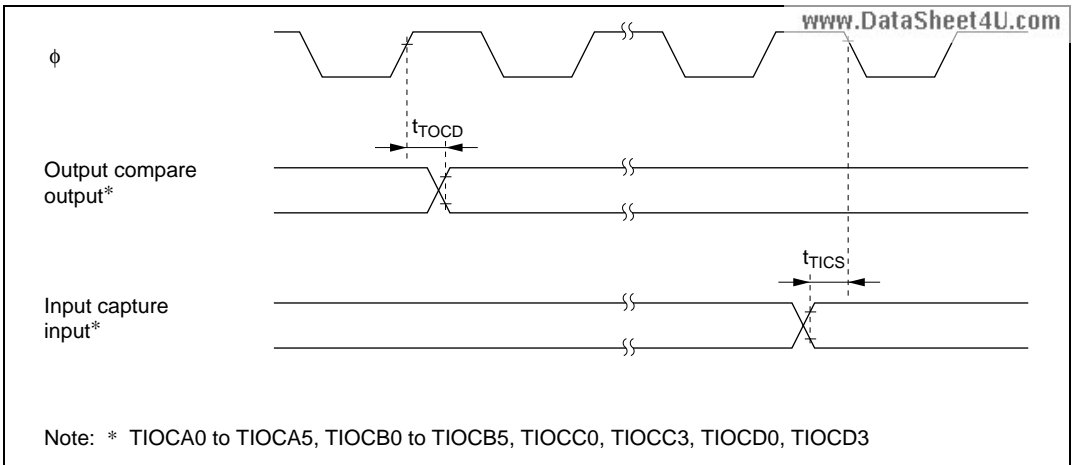 www.DataSheet4U.com
ϕ
tTOCD
Output compare
output*
tTICS
Input capture
input*
Note: * TIOCA0 to TIOCA5, TIOCB0 to TIOCB5, TIOCC0, TIOCC3, TIOCD0, TIOCD3